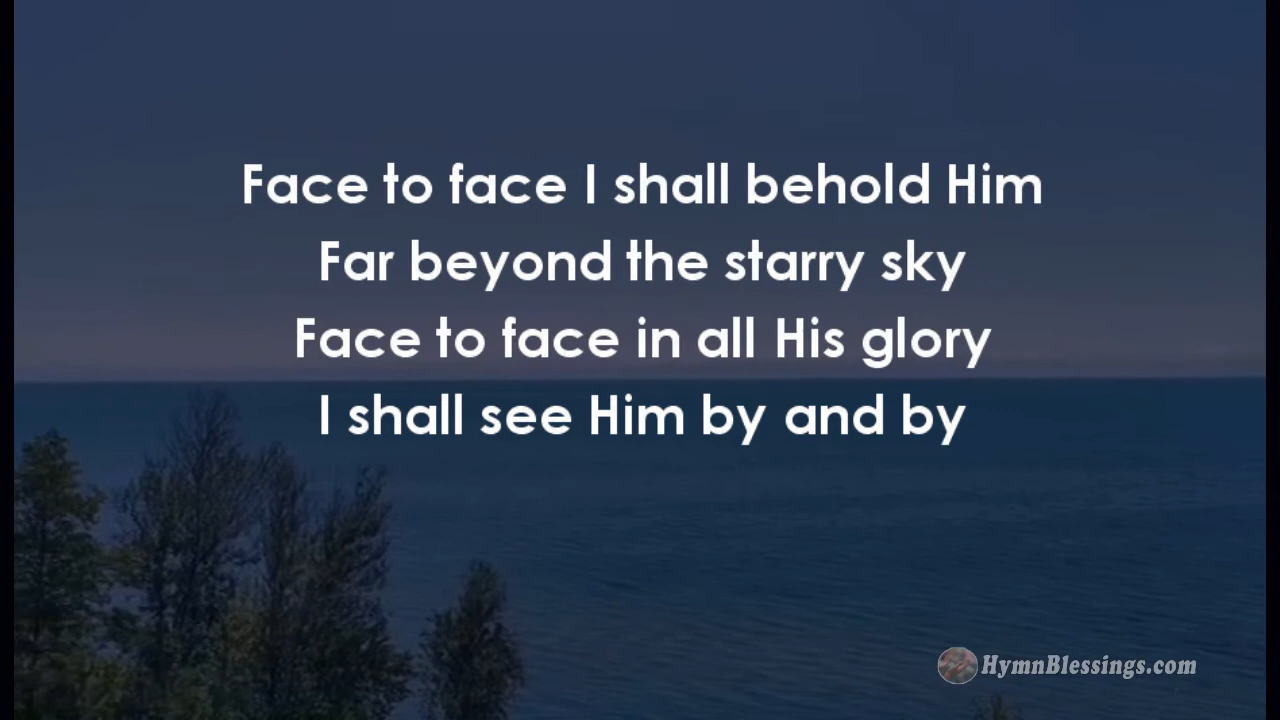 Face to face I shall behold Him
Far beyond the starry sky
Face to face in all His glory
I shall see Him by and by
HymnBlessings.com